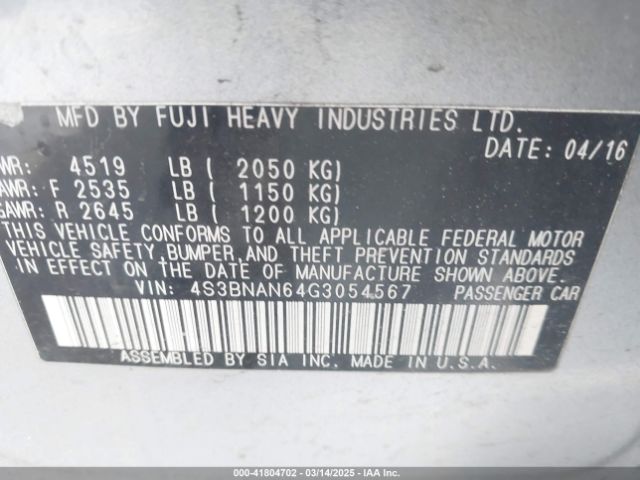 MFD BY FUJI HEAVY INDUSTRIES LTD.
DATE: 04/16
WR: 4519 LB ( 2050 KG)
AWR: F 2535 LB ( 1150 KG)
GAWR: R 2645 LB ( 1200 KG)
THIS VEHICLE CONFORMS TO ALL APPLICABLE FEDERAL MOTOR
VEHICLE SAFETY, BUMPER, AND THEFT PREVENTION STANDARDS
IN EFFECT ON THE DATE OF MANUFACTURE SHOWN ABOVE.
VIN: 4S3BNAN64G3054567 PASSENGER CAR
ASSEMBLED BY SIA INC. MADE IN U.S.A.
000-41804702 — 03/14/2025 — IAA Inc.